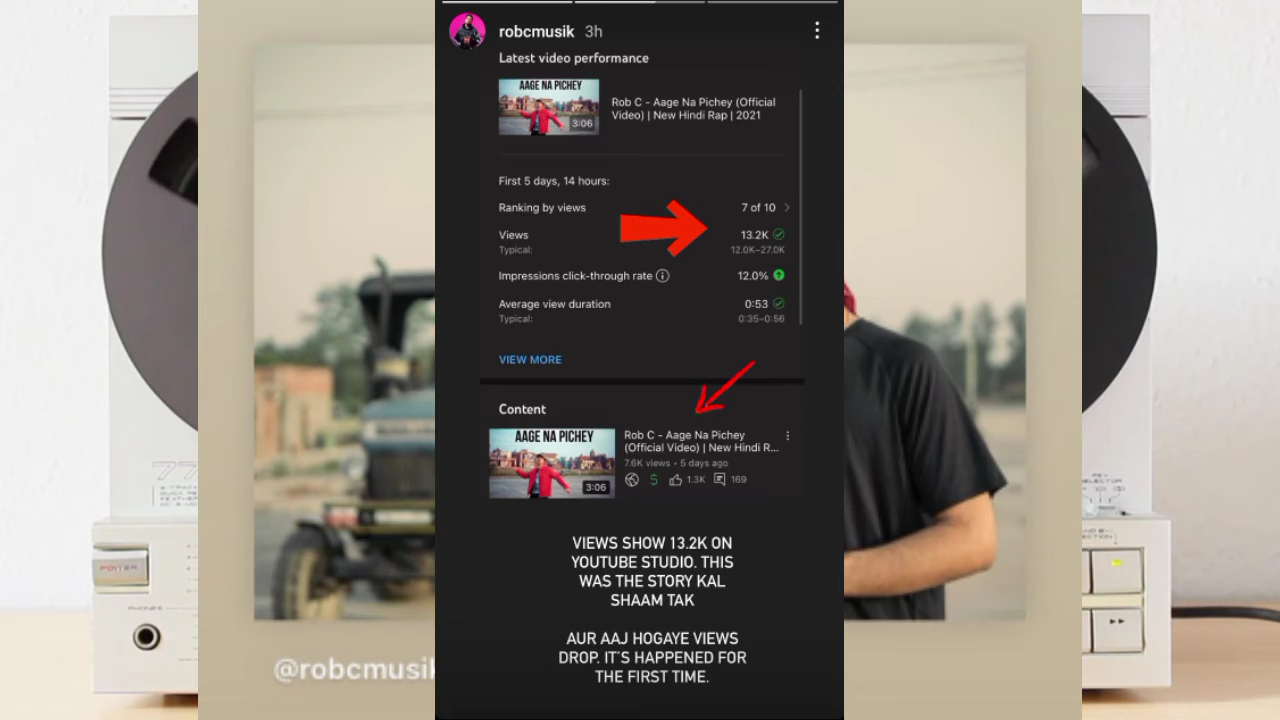 robcmusik 3h
Latest video performance
AAGE NA PICHEY
3:06
Rob C - Aage Na Pichey (Official
Video) | New Hindi Rap | 2021
First 5 days, 14 hours:
Ranking by views 7 of 10
Views 13.2K
Typical: 12.0K–27.0K
Impressions click-through rate 12.0%
Average view duration 0:53
Typical: 0:35–0:56
VIEW MORE
Content
AAGE NA PICHEY
3:06
Rob C - Aage Na Pichey
(Official Video) | New Hindi R...
7.6K views • 5 days ago
$ 1.3K 169
VIEWS SHOW 13.2K ON
YOUTUBE STUDIO. THIS
WAS THE STORY KAL
SHAAM TAK
AUR AAJ HOGAYE VIEWS
DROP. IT'S HAPPENED FOR
THE FIRST TIME.
@robcmusik
POWER
PHONES